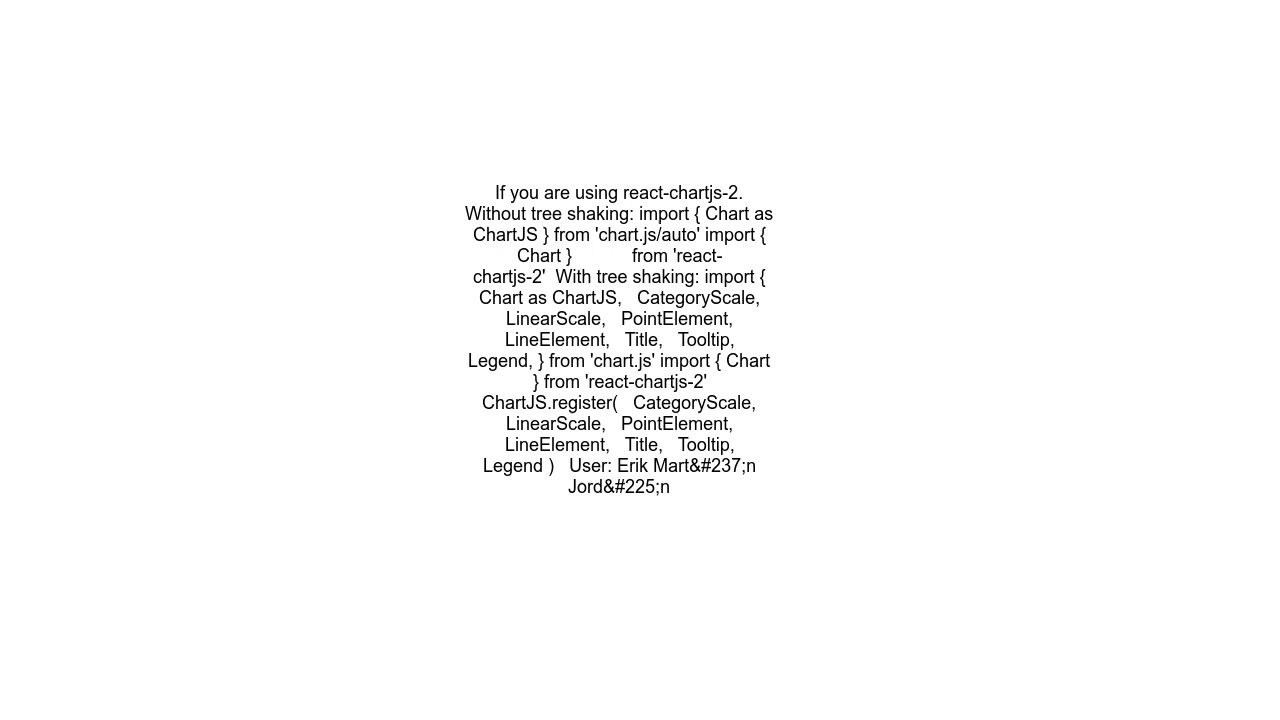 If you are using react-chartjs-2.
Without tree shaking: import { Chart as
ChartJS } from 'chart.js/auto' import {
Chart }            from 'react-
chartjs-2'  With tree shaking: import {
Chart as ChartJS,   CategoryScale,
LinearScale,   PointElement,
LineElement,   Title,   Tooltip,
Legend, } from 'chart.js' import { Chart
} from 'react-chartjs-2'
ChartJS.register(   CategoryScale,
LinearScale,   PointElement,
LineElement,   Title,   Tooltip,
Legend )   User: Erik Mart&#237;n
Jord&#225;n